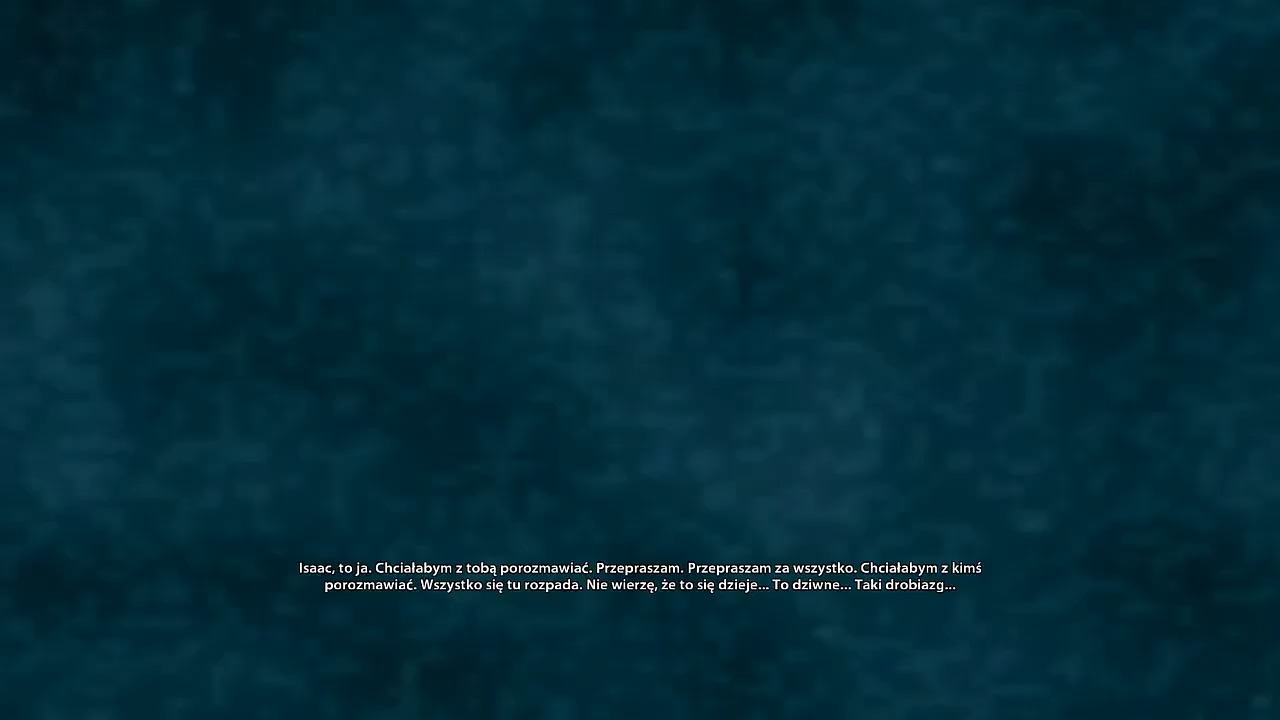 Isaac, to ja. Chciałabym z tobą porozmawiać. Przepraszam. Przepraszam za wszystko. Chciałabym z kimś
porozmawiać. Wszystko się tu rozpada. Nie wierzę, że to się dzieje... To dziwne... Taki drobiazg...